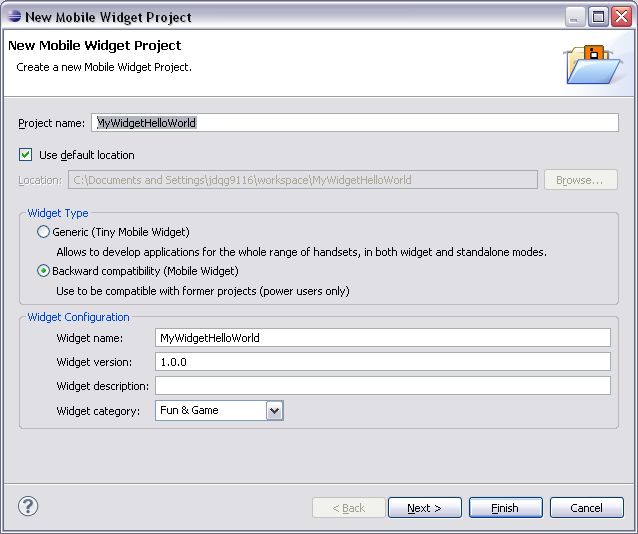 New Mobile Widget Project
New Mobile Widget Project
Create a new Mobile Widget Project.
Project name: MyWidgetHelloWorld
Use default location
Location: C:\Documents and Settings\jdqg9116\workspace\MyWidgetHelloWorld Browse...
Widget Type
Generic (Tiny Mobile Widget)
Allows to develop applications for the whole range of handsets, in both widget and standalone modes.
Backward compatibility (Mobile Widget)
Use to be compatible with former projects (power users only)
Widget Configuration
Widget name: MyWidgetHelloWorld
Widget version: 1.0.0
Widget description:
Widget category: Fun & Game
? < Back Next > Finish Cancel